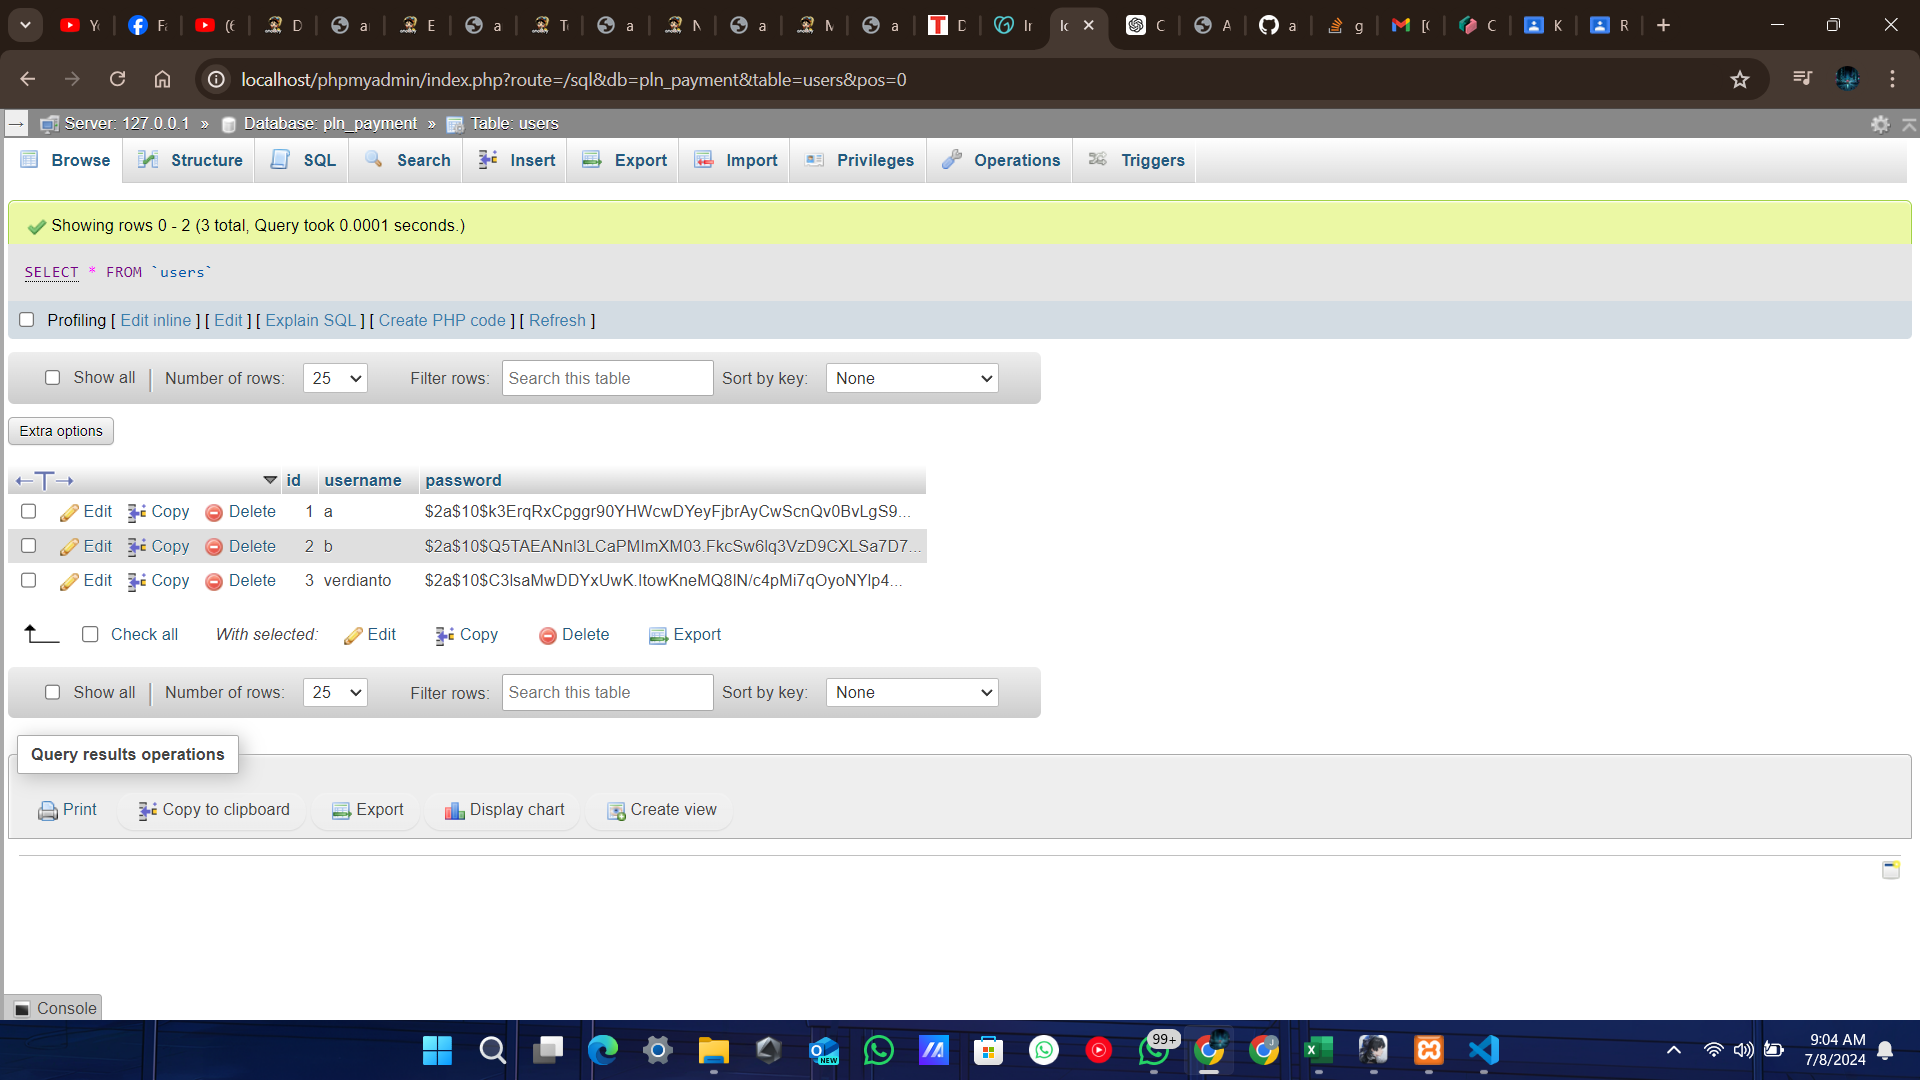 Y
Fa
(6
D
a
E
a
T
a
N
a
M
a
D
In
lo
C
A
a
g
[
C
K
R
localhost/phpmyadmin/index.php?route=/sql&db=pln_payment&table=users&pos=0
Server: 127.0.0.1 » Database: pln_payment » Table: users
Browse Structure SQL Search Insert Export Import Privileges Operations Triggers
Showing rows 0 - 2 (3 total, Query took 0.0001 seconds.)
SELECT * FROM `users`
Profiling [ Edit inline ] [ Edit ] [ Explain SQL ] [ Create PHP code ] [ Refresh ]
Show all Number of rows: 25 Filter rows: Search this table Sort by key: None
Extra options
id username password
Edit Copy Delete 1 a $2a$10$k3ErqRxCpggr90YHWcwDYeyFjbrAyCwScnQv0BvLgS9...
Edit Copy Delete 2 b $2a$10$Q5TAEANnl3LCaPMlmXM03.FkcSw6lq3VzD9CXLSa7D7...
Edit Copy Delete 3 verdianto $2a$10$C3lsaMwDDYxUwK.ltowKneMQ8lN/c4pMi7qOyoNYlp4...
Check all With selected: Edit Copy Delete Export
Show all Number of rows: 25 Filter rows: Search this table Sort by key: None
Query results operations
Print Copy to clipboard Export Display chart Create view
Console
NEW
99+
9:04 AM
7/8/2024